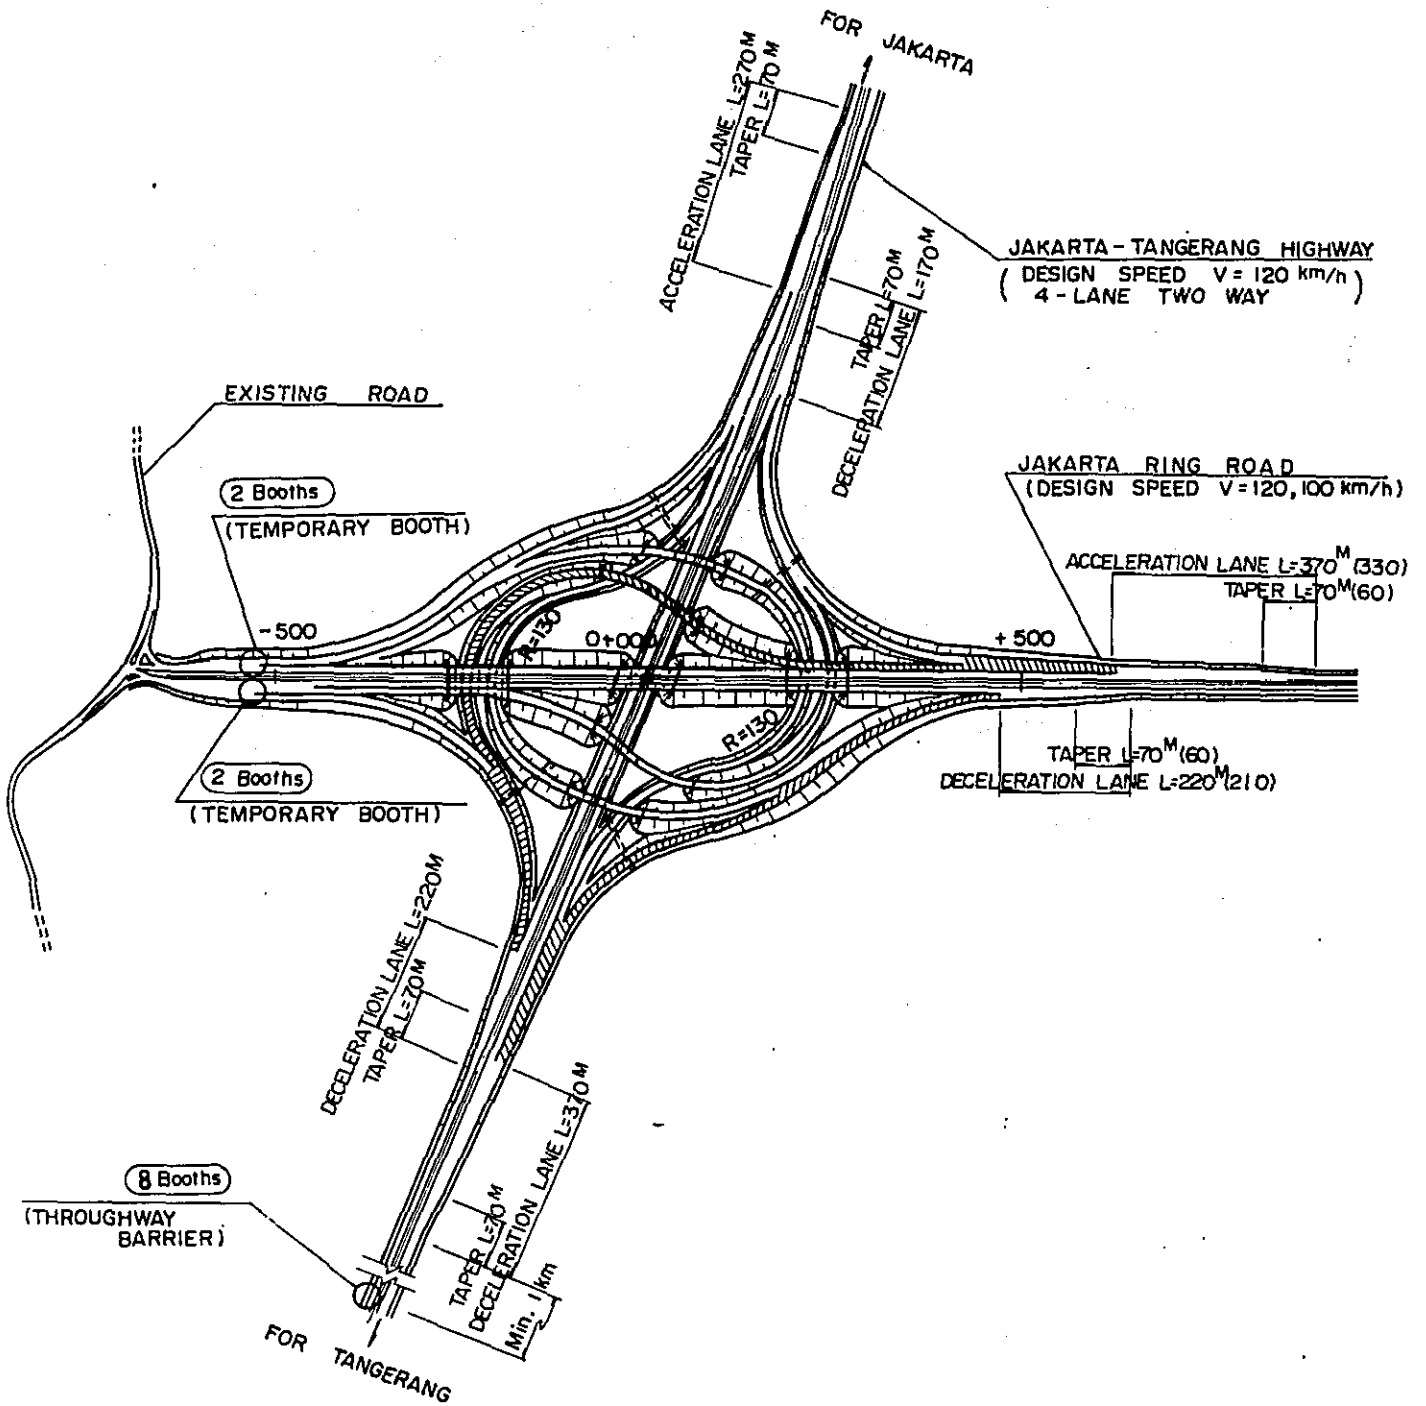 FOR JAKARTA
ACCELERATION LANE L=270M
TAPER L=70M
JAKARTA-TANGERANG HIGHWAY
( DESIGN SPEED V=120 km/h )
( 4-LANE TWO WAY )
TAPER L=70M
DECELERATION LANE L=170M
EXISTING ROAD
2 Booths
(TEMPORARY BOOTH)
JAKARTA RING ROAD
(DESIGN SPEED V=120,100 km/h)
ACCELERATION LANE L=370M(330)
TAPER L=70M(60)
-500
R=130
0+000
+500
R=130
TAPER L=70M(60)
DECELERATION LANE L=220M(210)
2 Booths
(TEMPORARY BOOTH)
DECELERATION LANE L=220M
TAPER L=70M
8 Booths
(THROUGHWAY
BARRIER)
TAPER L=70M
DECELERATION LANE L=370M
Min. 1 km
FOR TANGERANG